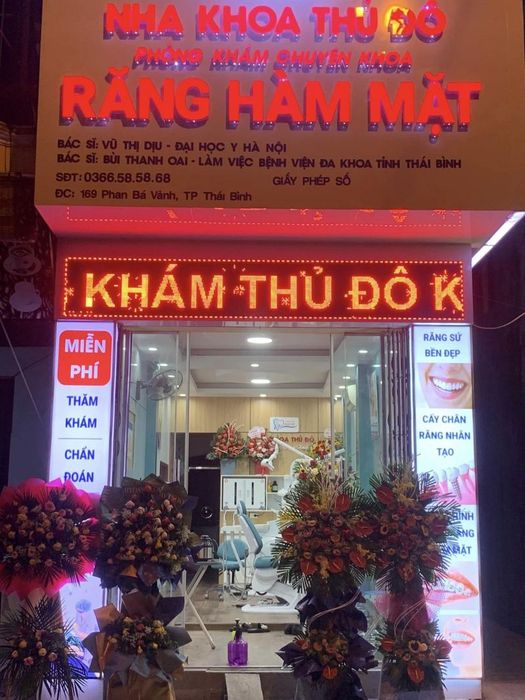 NHA KHOA THỦ ĐÔ
PHÒNG KHÁM CHUYÊN KHOA
RĂNG HÀM MẶT
BÁC SĨ: VŨ THỊ DỊU - ĐẠI HỌC Y HÀ NỘI
BÁC SĨ: BÙI THANH OAI - LÀM VIỆC BỆNH VIỆN ĐA KHOA TỈNH THÁI BÌNH
SĐT: 0366.58.58.68
GIẤY PHÉP SỐ
ĐC: 169 Phan Bá Vành, TP Thái Bình
KHÁM THỦ ĐÔ K
MIỄN
PHÍ
THĂM
KHÁM
CHẨN
ĐOÁN
RĂNG SỨ
BỀN ĐẸP
CẤY CHÂN
RĂNG NHÂN
TẠO
HOA THỦ ĐÔ